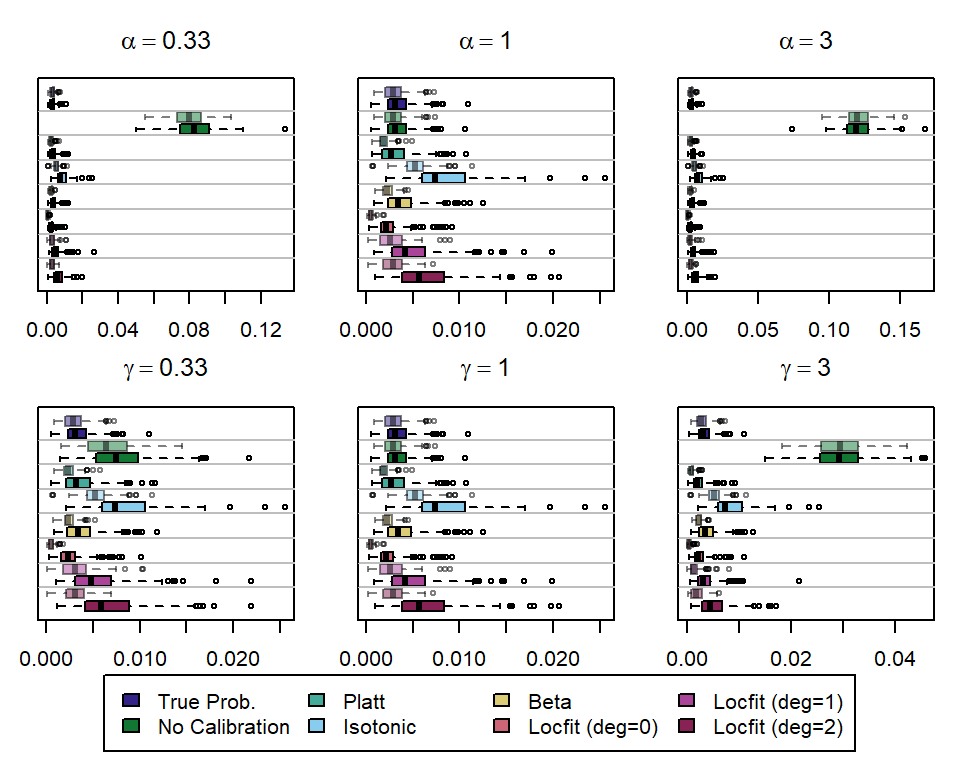 α = 0.33 α = 1 α = 3
0.00 0.04 0.08 0.12 0.000 0.010 0.020 0.00 0.05 0.10 0.15
γ = 0.33 γ = 1 γ = 3
0.000 0.010 0.020 0.000 0.010 0.020 0.00 0.02 0.04
True Prob. Platt Beta Locfit (deg=1)
No Calibration Isotonic Locfit (deg=0) Locfit (deg=2)